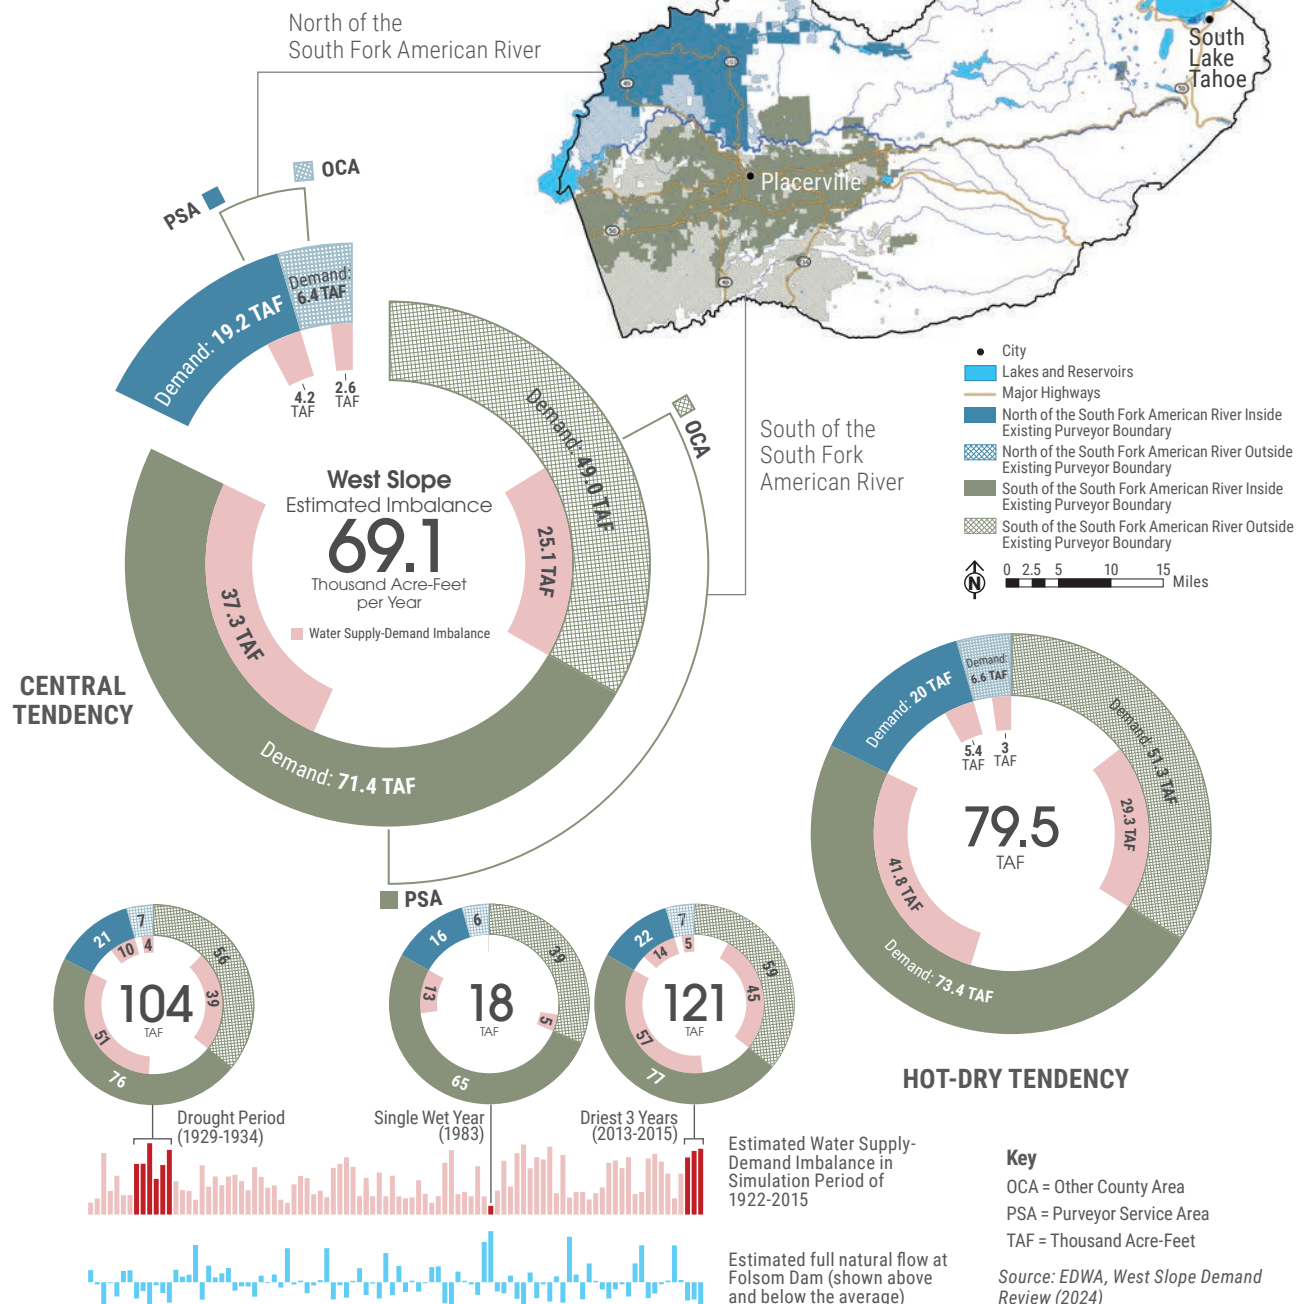 North of the
South Fork American River
South
Lake
Tahoe
50
193
49
Placerville
50
49
PSA
OCA
Demand: 19.2 TAF
Demand:
6.4 TAF
4.2
TAF
2.6
TAF
Demand: 49.0 TAF
OCA
South of the
South Fork
American River
West Slope
Estimated Imbalance
69.1
Thousand Acre-Feet
per Year
Water Supply-Demand Imbalance
25.1 TAF
37.3 TAF
Demand: 71.4 TAF
PSA
CENTRAL
TENDENCY
City
Lakes and Reservoirs
Major Highways
North of the South Fork American River Inside
Existing Purveyor Boundary
North of the South Fork American River Outside
Existing Purveyor Boundary
South of the South Fork American River Inside
Existing Purveyor Boundary
South of the South Fork American River Outside
Existing Purveyor Boundary
N
0 2.5 5 10 15
Miles
Demand: 20 TAF
Demand:
6.6 TAF
5.4
TAF
3
TAF
Demand: 51.3 TAF
29.3 TAF
79.5
TAF
41.8 TAF
Demand: 73.4 TAF
HOT-DRY TENDENCY
21
7
56
10
4
39
104
TAF
51
76
16
6
39
13
5
18
TAF
65
22
7
59
14
5
45
121
TAF
57
77
Drought Period
(1929-1934)
Single Wet Year
(1983)
Driest 3 Years
(2013-2015)
Estimated Water Supply-
Demand Imbalance in
Simulation Period of
1922-2015
Estimated full natural flow at
Folsom Dam (shown above
and below the average)
Key
OCA = Other County Area
PSA = Purveyor Service Area
TAF = Thousand Acre-Feet
Source: EDWA, West Slope Demand
Review (2024)